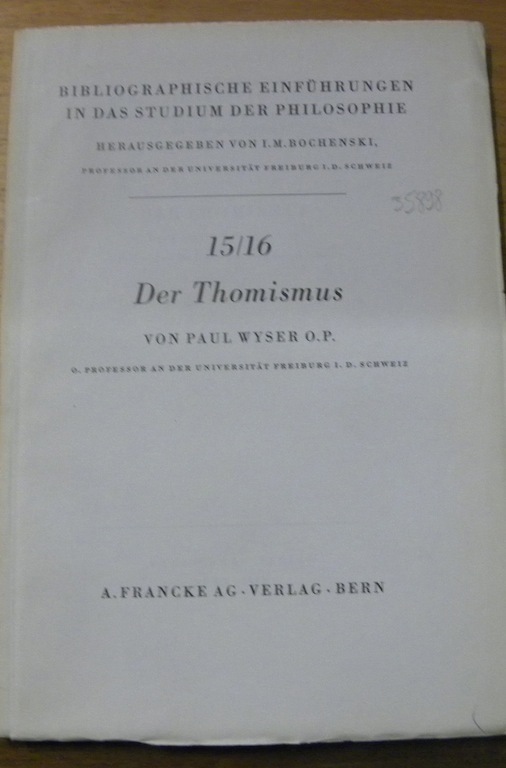 BIBLIOGRAPHISCHE EINFÜHRUNGEN
IN DAS STUDIUM DER PHILOSOPHIE
HERAUSGEGEBEN VON I.M.BOCHENSKI,
PROFESSOR AN DER UNIVERSITÄT FREIBURG I.D. SCHWEIZ
35898
15/16
Der Thomismus
VON PAUL WYSER O.P.
O. PROFESSOR AN DER UNIVERSITÄT FREIBURG I. D. SCHWEIZ
A. FRANCKE AG · VERLAG · BERN